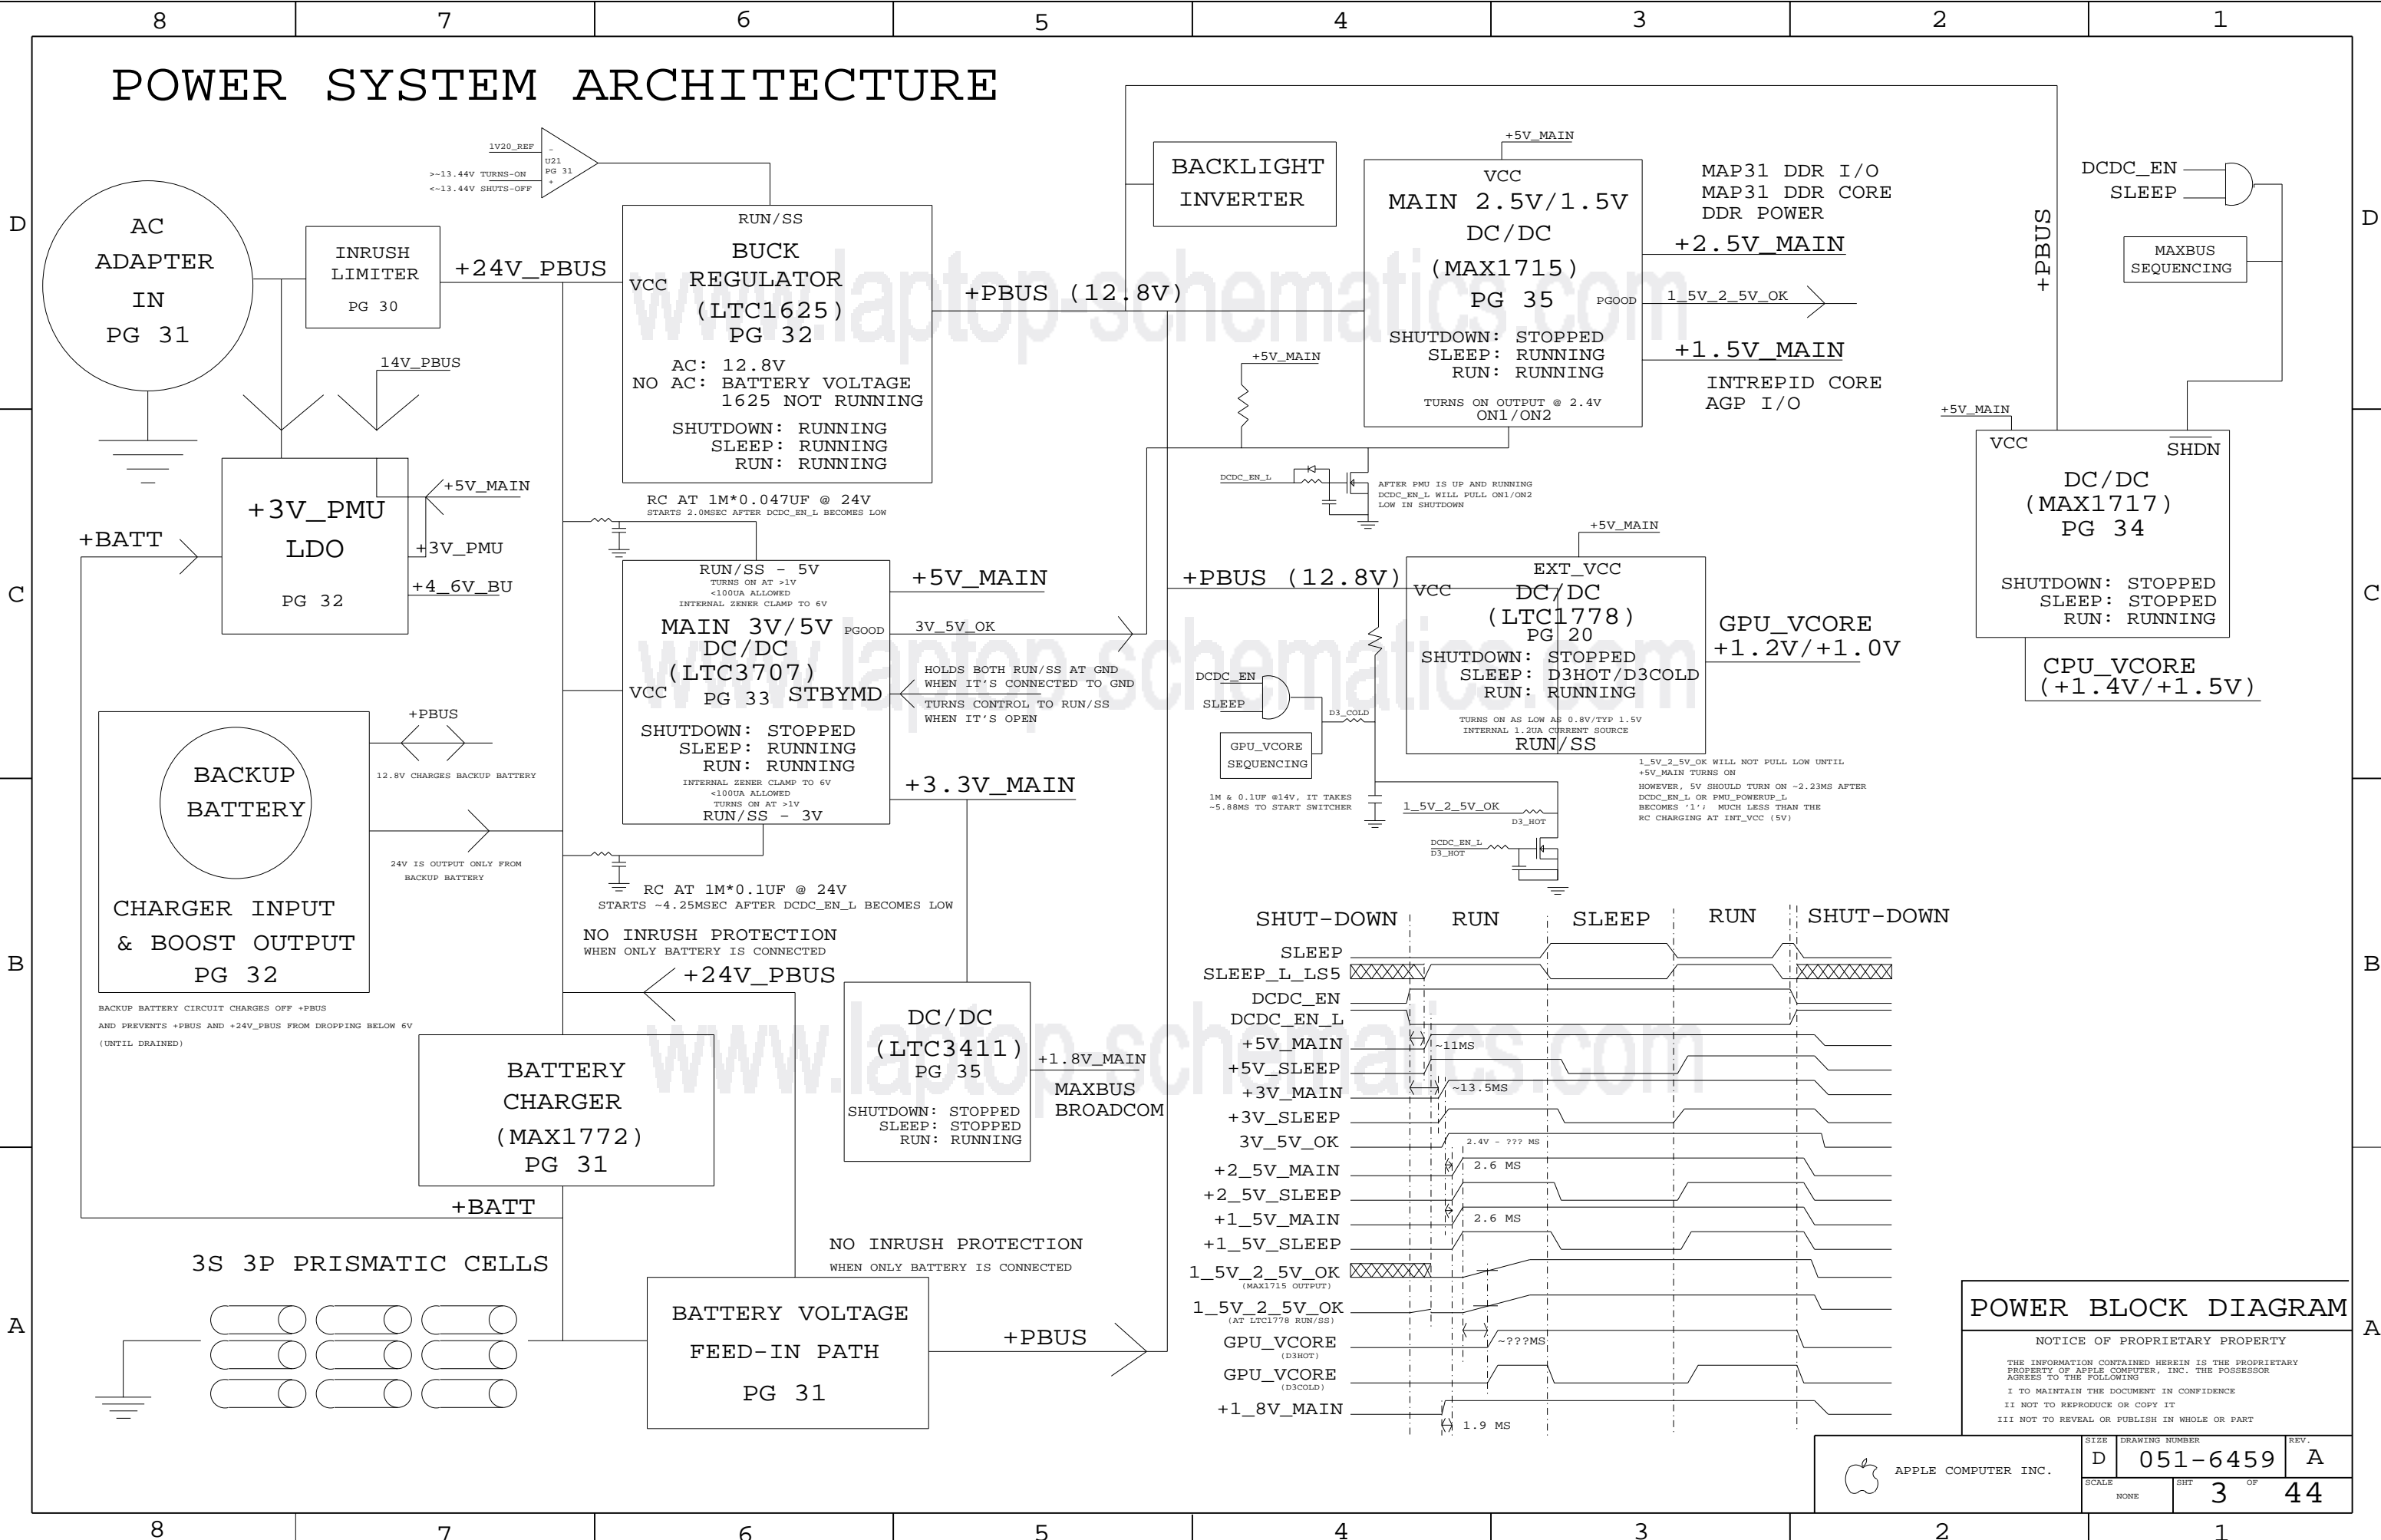 8 7 6 5 4 3 2 1
POWER SYSTEM ARCHITECTURE
D
C
B
A
AC
ADAPTER
IN
PG 31
INRUSH
LIMITER
PG 30
+24V_PBUS
1V20_REF
>~13.44V TURNS-ON
<~13.44V SHUTS-OFF
-
U21
PG 31
+
RUN/SS
BUCK
REGULATOR
VCC
(LTC1625)
PG 32
AC: 12.8V
NO AC: BATTERY VOLTAGE
1625 NOT RUNNING
SHUTDOWN: RUNNING
SLEEP: RUNNING
RUN: RUNNING
+PBUS (12.8V)
BACKLIGHT
INVERTER
+5V_MAIN
VCC
MAIN 2.5V/1.5V
DC/DC
(MAX1715)
PG 35
PGOOD
SHUTDOWN: STOPPED
SLEEP: RUNNING
RUN: RUNNING
TURNS ON OUTPUT @ 2.4V
ON1/ON2
MAP31 DDR I/O
MAP31 DDR CORE
DDR POWER
+2.5V_MAIN
1_5V_2_5V_OK
+1.5V_MAIN
INTREPID CORE
AGP I/O
+PBUS
DCDC_EN
SLEEP
MAXBUS
SEQUENCING
+5V_MAIN
VCC
SHDN
DC/DC
(MAX1717)
PG 34
SHUTDOWN: STOPPED
SLEEP: STOPPED
RUN: RUNNING
CPU_VCORE
(+1.4V/+1.5V)
14V_PBUS
+3V_PMU
LDO
PG 32
+BATT
+5V_MAIN
+3V_PMU
+4_6V_BU
RC AT 1M*0.047UF @ 24V
STARTS 2.0MSEC AFTER DCDC_EN_L BECOMES LOW
RUN/SS - 5V
TURNS ON AT >1V
<100UA ALLOWED
INTERNAL ZENER CLAMP TO 6V
MAIN 3V/5V
PGOOD
DC/DC
(LTC3707)
VCC
PG 33
STBYMD
SHUTDOWN: STOPPED
SLEEP: RUNNING
RUN: RUNNING
INTERNAL ZENER CLAMP TO 6V
<100UA ALLOWED
TURNS ON AT >1V
RUN/SS - 3V
+5V_MAIN
3V_5V_OK
HOLDS BOTH RUN/SS AT GND
WHEN IT'S CONNECTED TO GND
TURNS CONTROL TO RUN/SS
WHEN IT'S OPEN
+3.3V_MAIN
RC AT 1M*0.1UF @ 24V
STARTS ~4.25MSEC AFTER DCDC_EN_L BECOMES LOW
+5V_MAIN
DCDC_EN_L
AFTER PMU IS UP AND RUNNING
DCDC_EN_L WILL PULL ON1/ON2
LOW IN SHUTDOWN
+5V_MAIN
+PBUS (12.8V)
EXT_VCC
VCC
DC/DC
(LTC1778)
PG 20
SHUTDOWN: STOPPED
SLEEP: D3HOT/D3COLD
RUN: RUNNING
TURNS ON AS LOW AS 0.8V/TYP 1.5V
INTERNAL 1.2UA CURRENT SOURCE
RUN/SS
GPU_VCORE
+1.2V/+1.0V
DCDC_EN
SLEEP
D3_COLD
GPU_VCORE
SEQUENCING
1M & 0.1UF @14V, IT TAKES
~5.88MS TO START SWITCHER
1_5V_2_5V_OK
D3_HOT
DCDC_EN_L
D3_HOT
1_5V_2_5V_OK WILL NOT PULL LOW UNTIL
+5V_MAIN TURNS ON
HOWEVER, 5V SHOULD TURN ON ~2.23MS AFTER
DCDC_EN_L OR PMU_POWERUP_L
BECOMES '1'; MUCH LESS THAN THE
RC CHARGING AT INT_VCC (5V)
BACKUP
BATTERY
CHARGER INPUT
& BOOST OUTPUT
PG 32
+PBUS
12.8V CHARGES BACKUP BATTERY
24V IS OUTPUT ONLY FROM
BACKUP BATTERY
BACKUP BATTERY CIRCUIT CHARGES OFF +PBUS
AND PREVENTS +PBUS AND +24V_PBUS FROM DROPPING BELOW 6V
(UNTIL DRAINED)
NO INRUSH PROTECTION
WHEN ONLY BATTERY IS CONNECTED
+24V_PBUS
BATTERY
CHARGER
(MAX1772)
PG 31
+BATT
DC/DC
(LTC3411)
PG 35
SHUTDOWN: STOPPED
SLEEP: STOPPED
RUN: RUNNING
+1.8V_MAIN
MAXBUS
BROADCOM
3S 3P PRISMATIC CELLS
NO INRUSH PROTECTION
WHEN ONLY BATTERY IS CONNECTED
BATTERY VOLTAGE
FEED-IN PATH
PG 31
+PBUS
SHUT-DOWN RUN SLEEP RUN SHUT-DOWN
SLEEP
SLEEP_L_LS5
DCDC_EN
DCDC_EN_L
+5V_MAIN ~11MS
+5V_SLEEP
+3V_MAIN ~13.5MS
+3V_SLEEP
3V_5V_OK 2.4V - ??? MS
+2_5V_MAIN 2.6 MS
+2_5V_SLEEP
+1_5V_MAIN 2.6 MS
+1_5V_SLEEP
1_5V_2_5V_OK
(MAX1715 OUTPUT)
1_5V_2_5V_OK
(AT LTC1778 RUN/SS)
GPU_VCORE ~???MS
(D3HOT)
GPU_VCORE
(D3COLD)
+1_8V_MAIN
1.9 MS
POWER BLOCK DIAGRAM
NOTICE OF PROPRIETARY PROPERTY
THE INFORMATION CONTAINED HEREIN IS THE PROPRIETARY
PROPERTY OF APPLE COMPUTER, INC. THE POSSESSOR
AGREES TO THE FOLLOWING
I TO MAINTAIN THE DOCUMENT IN CONFIDENCE
II NOT TO REPRODUCE OR COPY IT
III NOT TO REVEAL OR PUBLISH IN WHOLE OR PART
APPLE COMPUTER INC.
SIZE DRAWING NUMBER REV.
D 051-6459 A
SCALE SHT OF
NONE 3 44
www.laptop-schematics.com
www.laptop-schematics.com
www.laptop-schematics.com
D
C
B
A
8 7 6 5 4 3 2 1